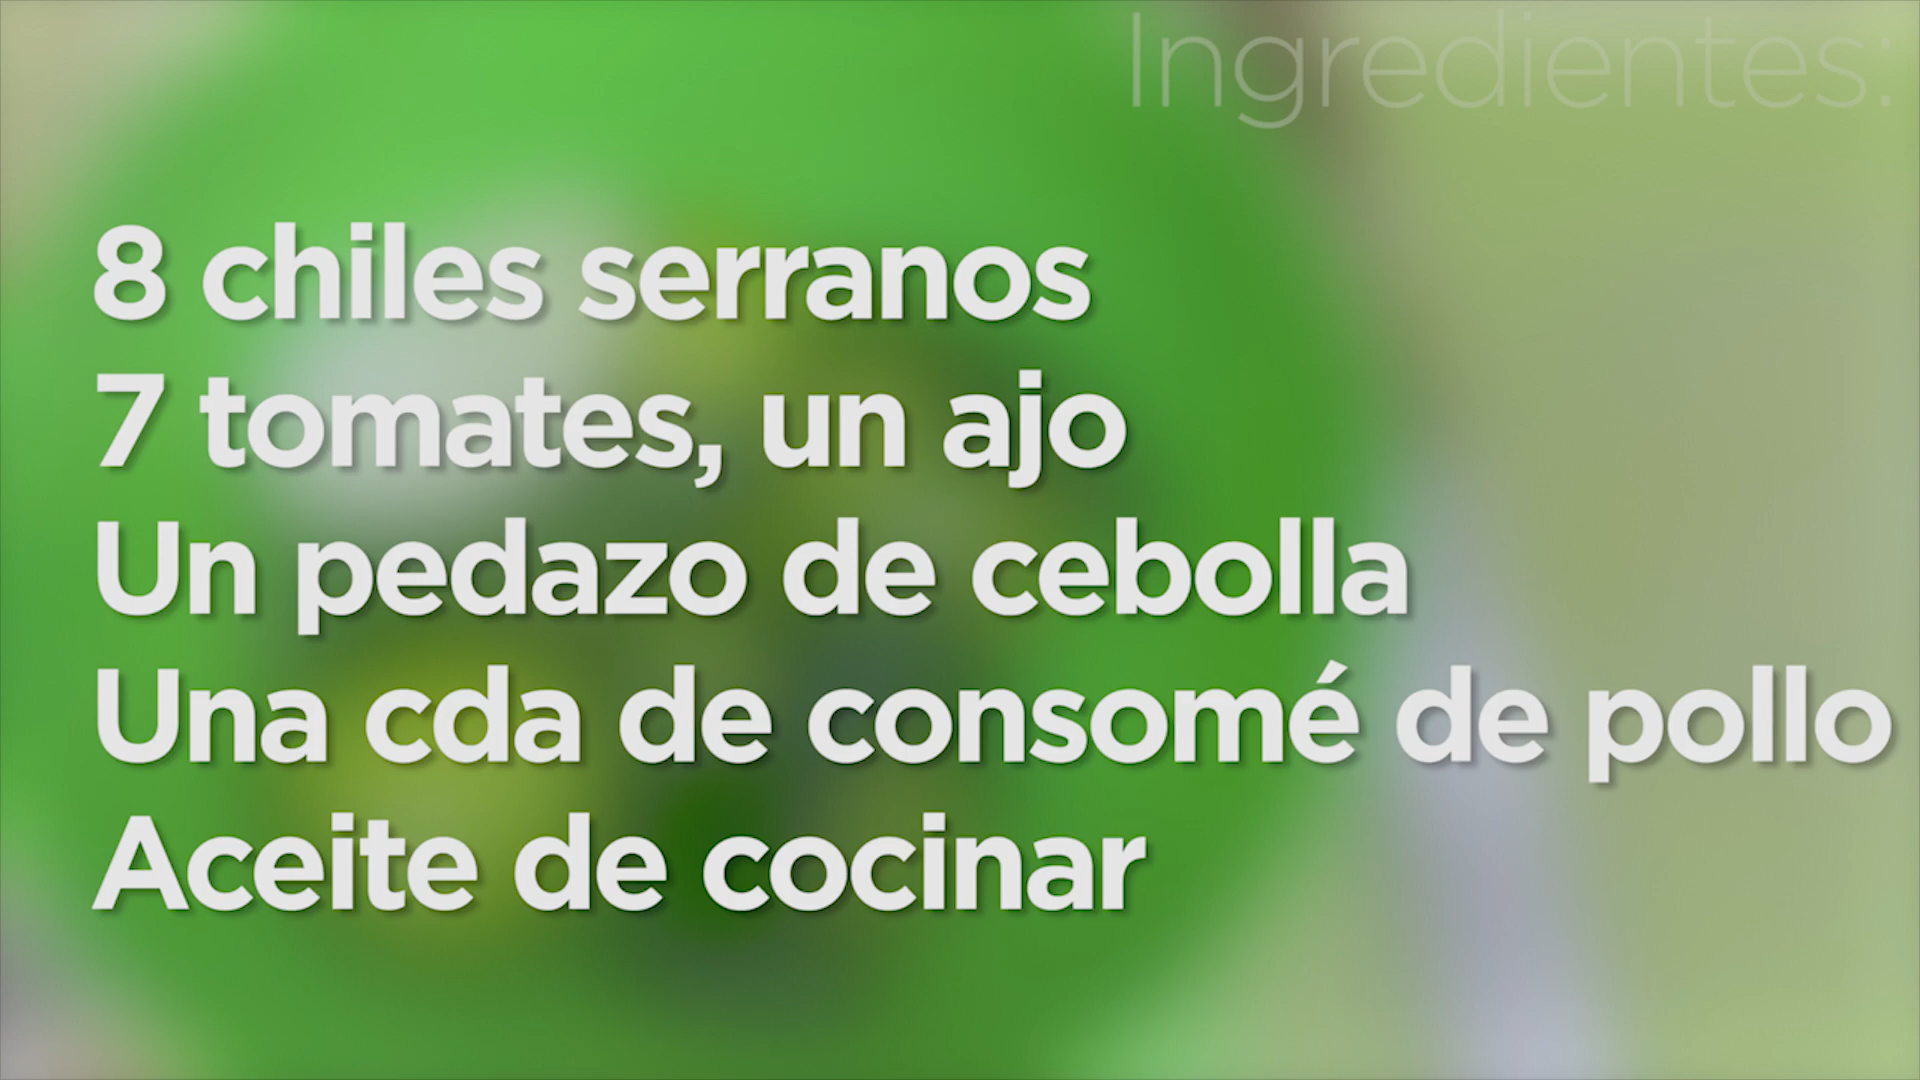 Ingredientes:
8 chiles serranos
7 tomates, un ajo
Un pedazo de cebolla
Una cda de consomé de pollo
Aceite de cocinar